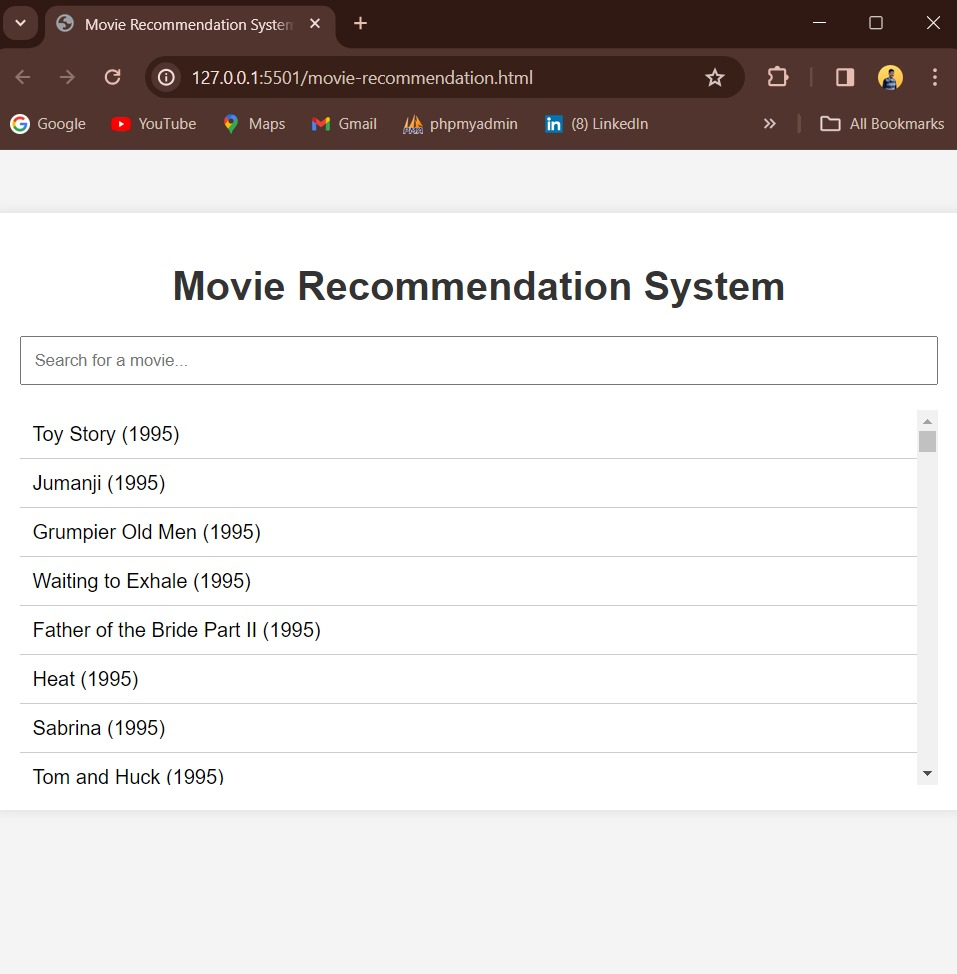 Movie Recommendation System
127.0.0.1:5501/movie-recommendation.html
Google YouTube Maps Gmail phpmyadmin in (8) LinkedIn » All Bookmarks
Movie Recommendation System
Search for a movie...
Toy Story (1995)
Jumanji (1995)
Grumpier Old Men (1995)
Waiting to Exhale (1995)
Father of the Bride Part II (1995)
Heat (1995)
Sabrina (1995)
Tom and Huck (1995)